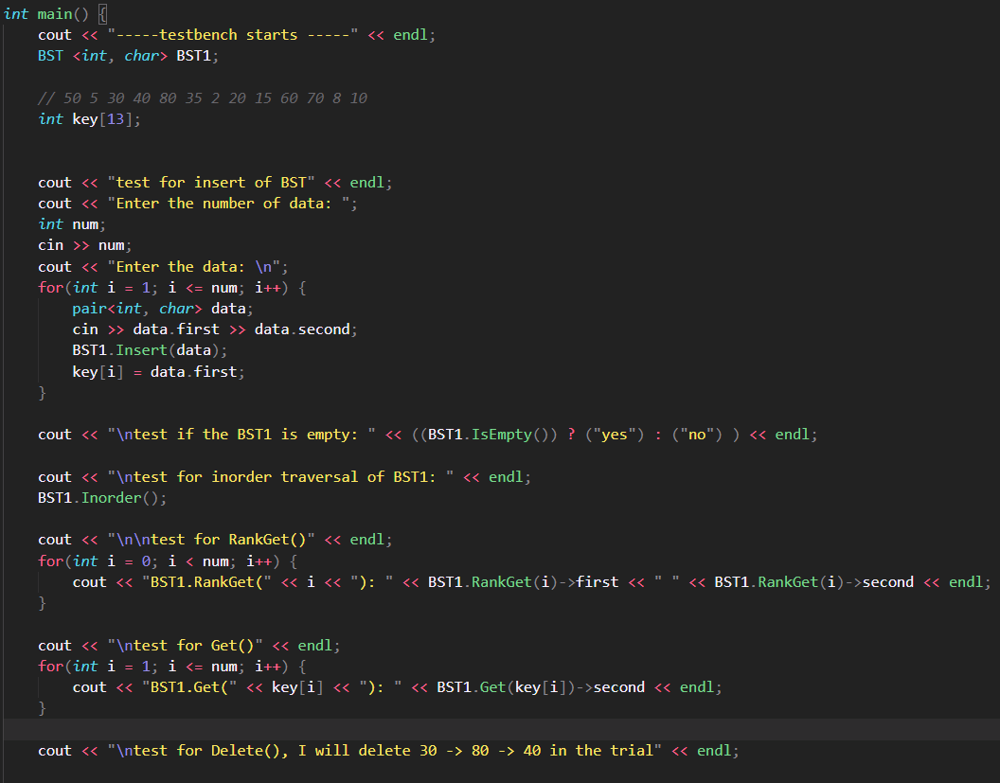 int main() {
    cout << "-----testbench starts -----" << endl;
    BST <int, char> BST1;
    // 50 5 30 40 80 35 2 20 15 60 70 8 10
    int key[13];
    cout << "test for insert of BST" << endl;
    cout << "Enter the number of data: ";
    int num;
    cin >> num;
    cout << "Enter the data: \n";
    for(int i = 1; i <= num; i++) {
        pair<int, char> data;
        cin >> data.first >> data.second;
        BST1.Insert(data);
        key[i] = data.first;
    }
    cout << "\ntest if the BST1 is empty: " << ((BST1.IsEmpty()) ? ("yes") : ("no") ) << endl;
    cout << "\ntest for inorder traversal of BST1: " << endl;
    BST1.Inorder();
    cout << "\n\ntest for RankGet()" << endl;
    for(int i = 0; i < num; i++) {
        cout << "BST1.RankGet(" << i << "): " << BST1.RankGet(i)->first << " " << BST1.RankGet(i)->second << endl;
    }
    cout << "\ntest for Get()" << endl;
    for(int i = 1; i <= num; i++) {
        cout << "BST1.Get(" << key[i] << "): " << BST1.Get(key[i])->second << endl;
    }
    cout << "\ntest for Delete(), I will delete 30 -> 80 -> 40 in the trial" << endl;